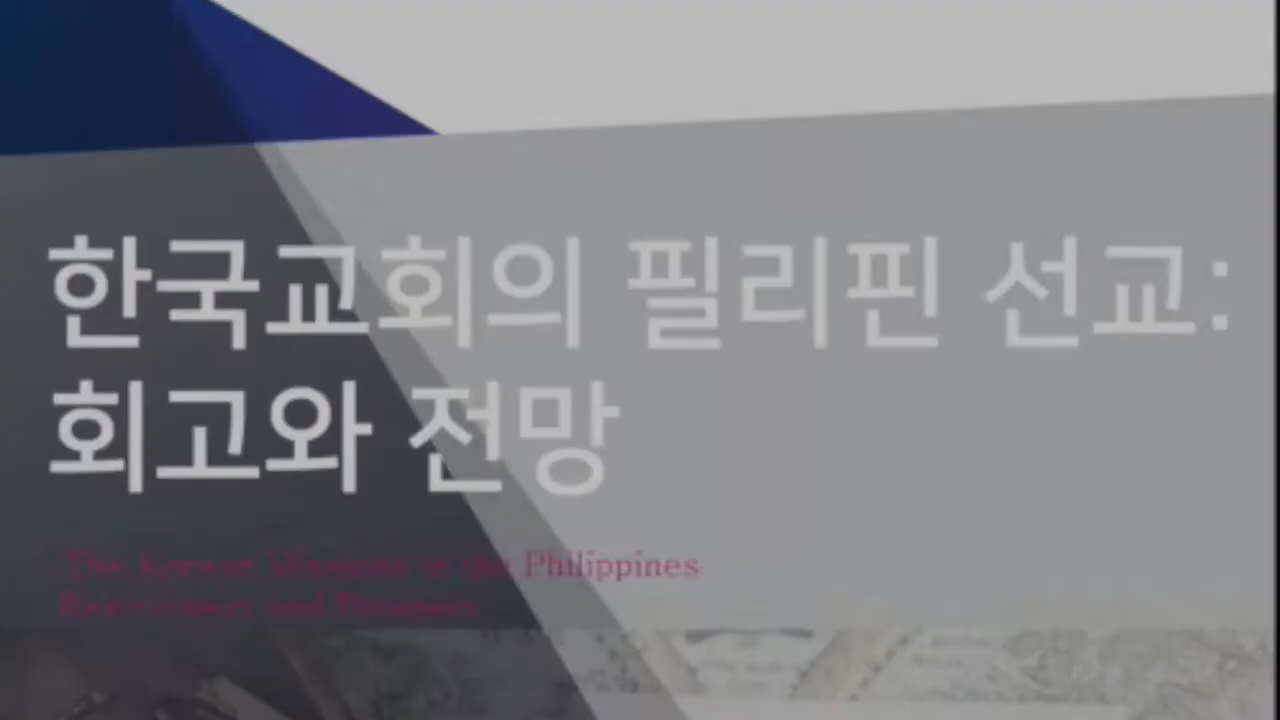 한국교회의 필리핀 선교:
회고와 전망
The Korean Missions in the Philippines
and